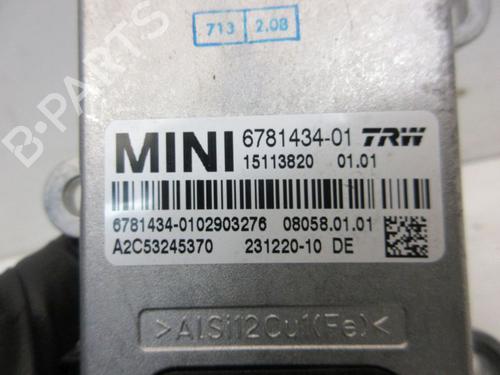 713 2.08
B-PARTS
MINI 6781434-01 TRW
15113820 01.01
6781434-0102903276 08058.01.01
A2C53245370 231220-10 DE
>AlSi12Cu1(Fe)<